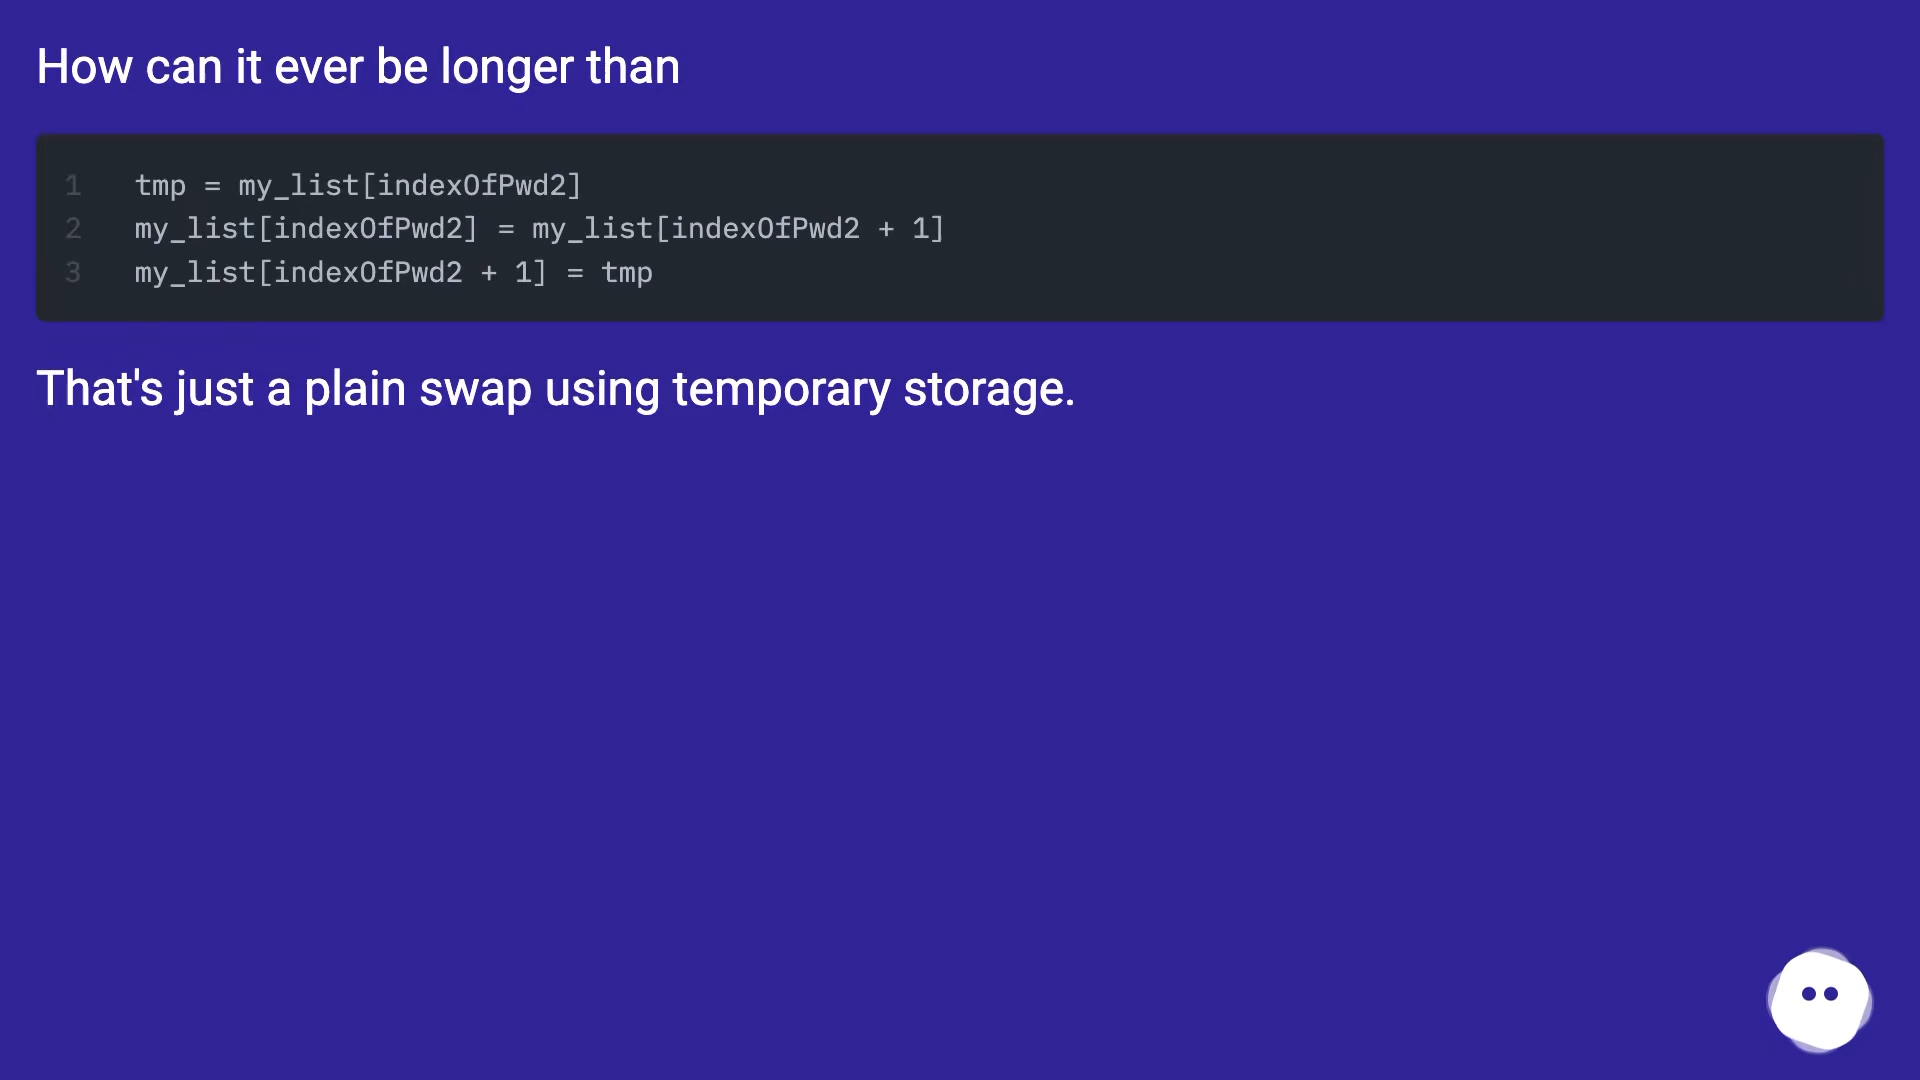 How can it ever be longer than
1 tmp = my_list[indexOfPwd2]
2 my_list[indexOfPwd2] = my_list[indexOfPwd2 + 1]
3 my_list[indexOfPwd2 + 1] = tmp
That's just a plain swap using temporary storage.